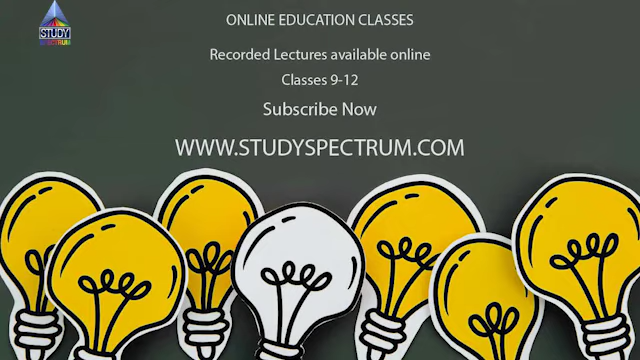 STUDY
SPECTRUM
ONLINE EDUCATION CLASSES
Recorded Lectures available online
Classes 9-12
Subscribe Now
WWW.STUDYSPECTRUM.COM